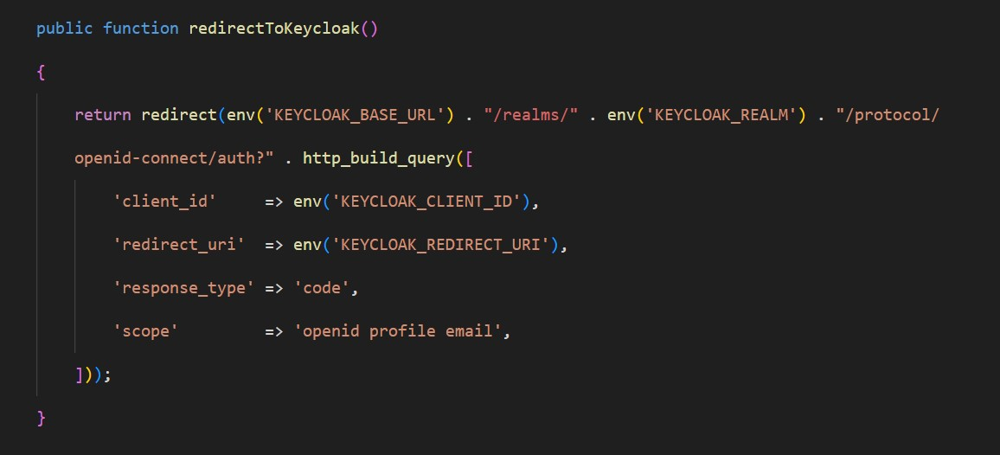 public function redirectToKeycloak()
{
return redirect(env('KEYCLOAK_BASE_URL') . "/realms/" . env('KEYCLOAK_REALM') . "/protocol/
openid-connect/auth?" . http_build_query([
'client_id'     => env('KEYCLOAK_CLIENT_ID'),
'redirect_uri'  => env('KEYCLOAK_REDIRECT_URI'),
'response_type' => 'code',
'scope'         => 'openid profile email',
]));
}